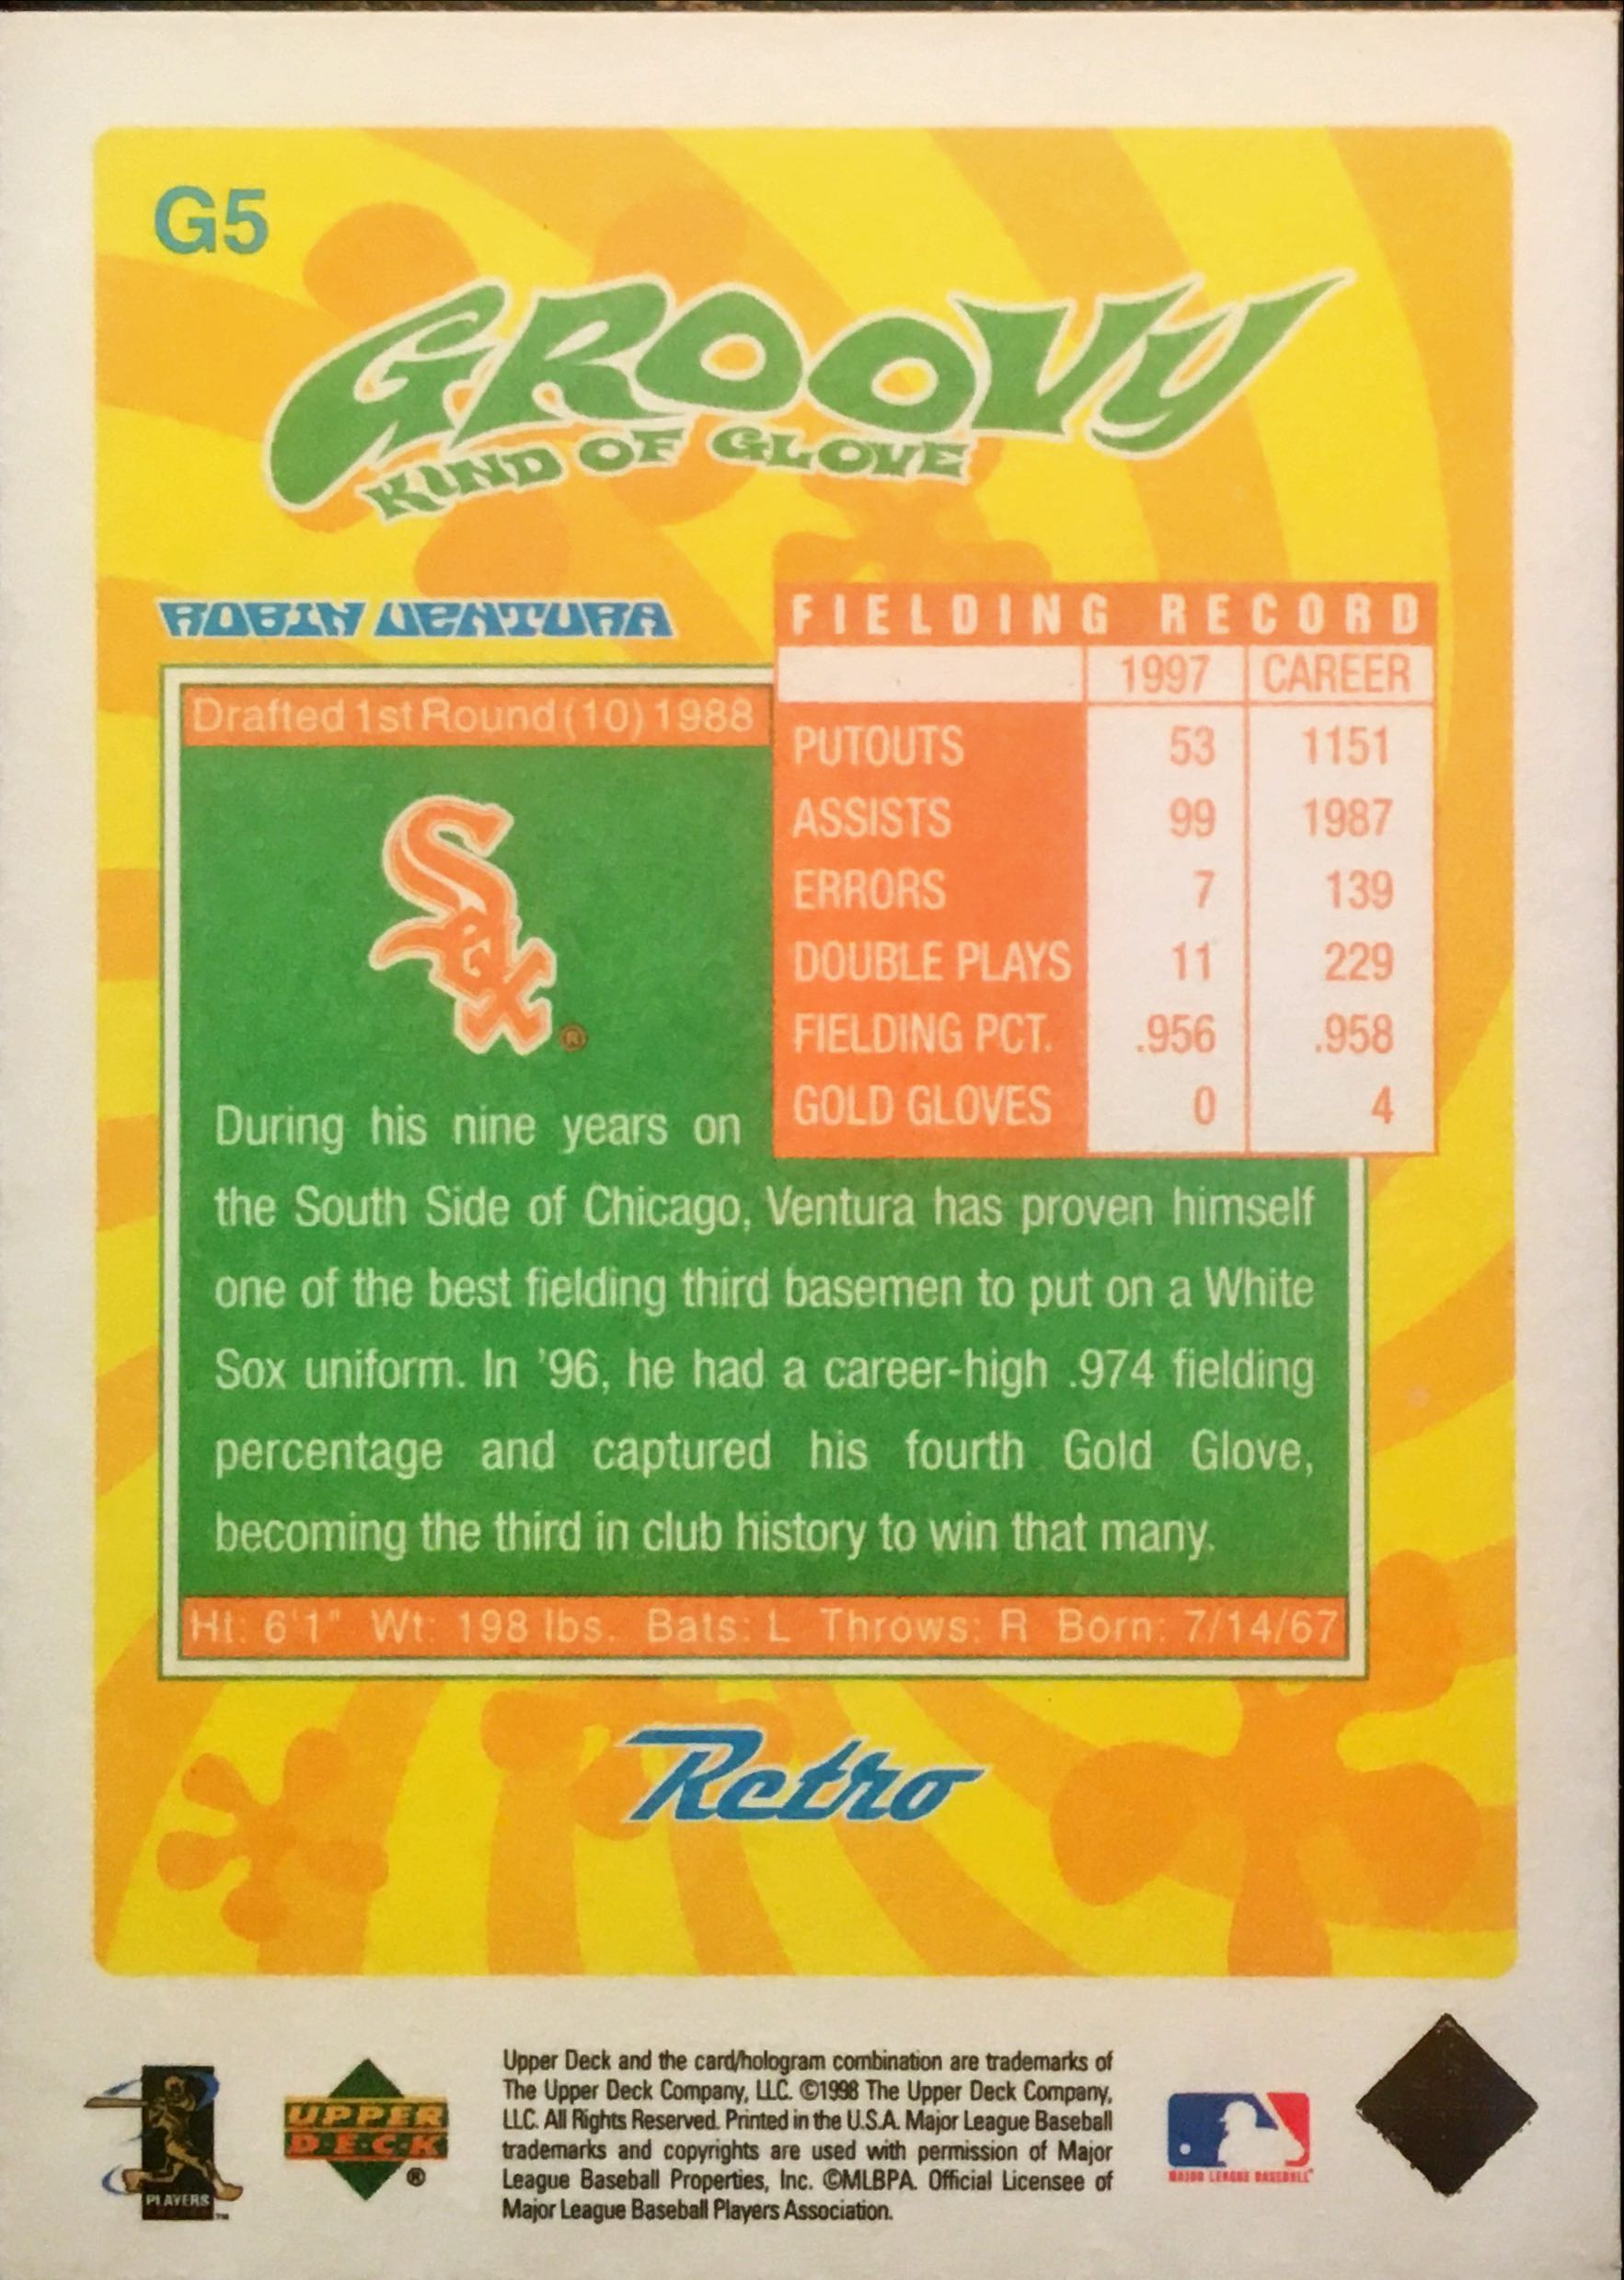 G5
GROOVY
KIND OF GLOVE
ROBIN VENTURA
Drafted 1st Round (10) 1988
FIELDING RECORD
1997 CAREER
PUTOUTS 53 1151
ASSISTS 99 1987
ERRORS 7 139
DOUBLE PLAYS 11 229
FIELDING PCT. .956 .958
GOLD GLOVES 0 4
Sox ®
During his nine years on
the South Side of Chicago, Ventura has proven himself
one of the best fielding third basemen to put on a White
Sox uniform. In '96, he had a career-high .974 fielding
percentage and captured his fourth Gold Glove,
becoming the third in club history to win that many.
Ht: 6'1" Wt: 198 lbs. Bats: L Throws: R Born: 7/14/67
Retro
PLAYERS
™
UPPER
D·E·C·K
®
Upper Deck and the card/hologram combination are trademarks of
The Upper Deck Company, LLC. ©1998 The Upper Deck Company,
LLC. All Rights Reserved. Printed in the U.S.A. Major League Baseball
trademarks and copyrights are used with permission of Major
League Baseball Properties, Inc. ©MLBPA. Official Licensee of
Major League Baseball Players Association.
MAJOR LEAGUE BASEBALL